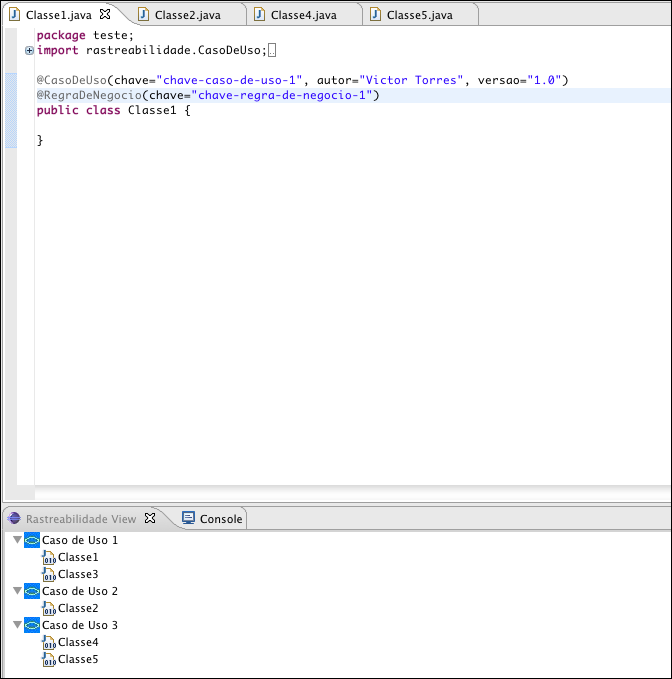 Classe1.java Classe2.java Classe4.java Classe5.java
package teste;
import rastreabilidade.CasoDeUso;
@CasoDeUso(chave="chave-caso-de-uso-1", autor="Victor Torres", versao="1.0")
@RegraDeNegocio(chave="chave-regra-de-negocio-1")
public class Classe1 {
}
Rastreabilidade View Console
Caso de Uso 1
Classe1
Classe3
Caso de Uso 2
Classe2
Caso de Uso 3
Classe4
Classe5